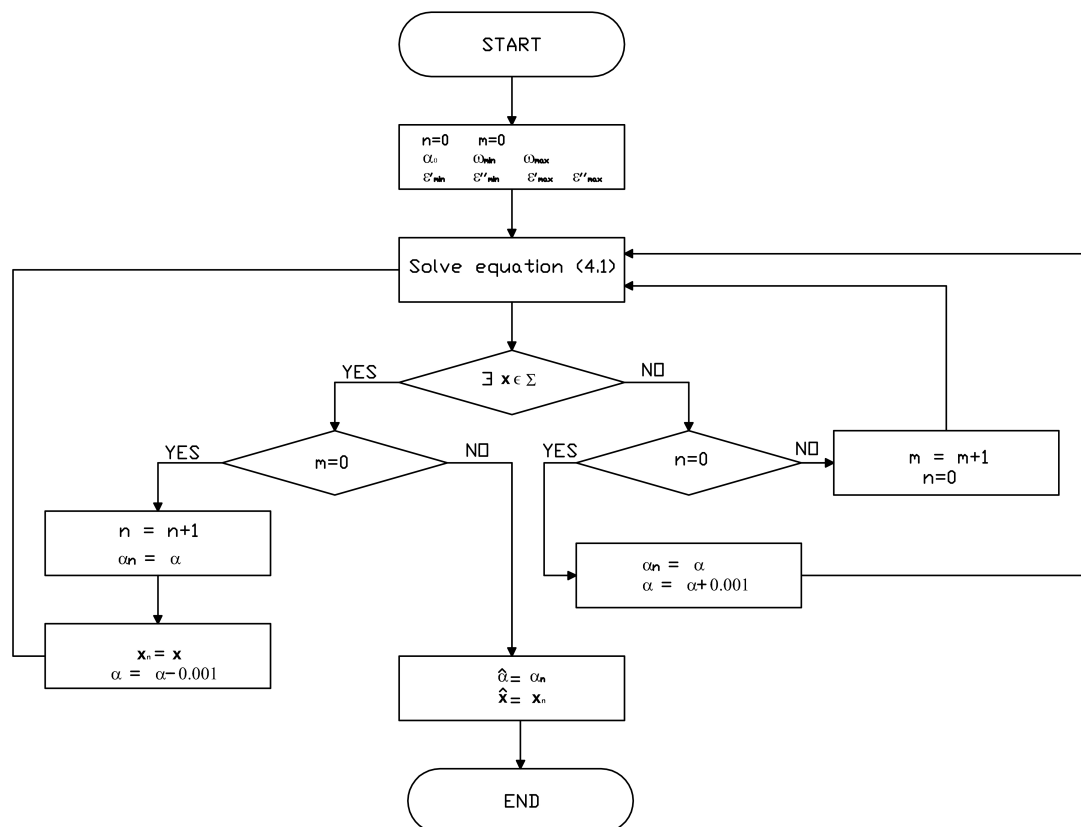 START
n=0 m=0
α₀ ωmin ωmax
ε'min ε''min ε'max ε''max
Solve equation (4.1)
∃ x ϵ Σ
YES
NO
m=0
YES
NO
n=0
YES
NO
m = m+1
n=0
n = n+1
αn = α
αn = α
α = α+0.001
xn = x
α = α-0.001
α̂ = αn
x̂ = xn
END